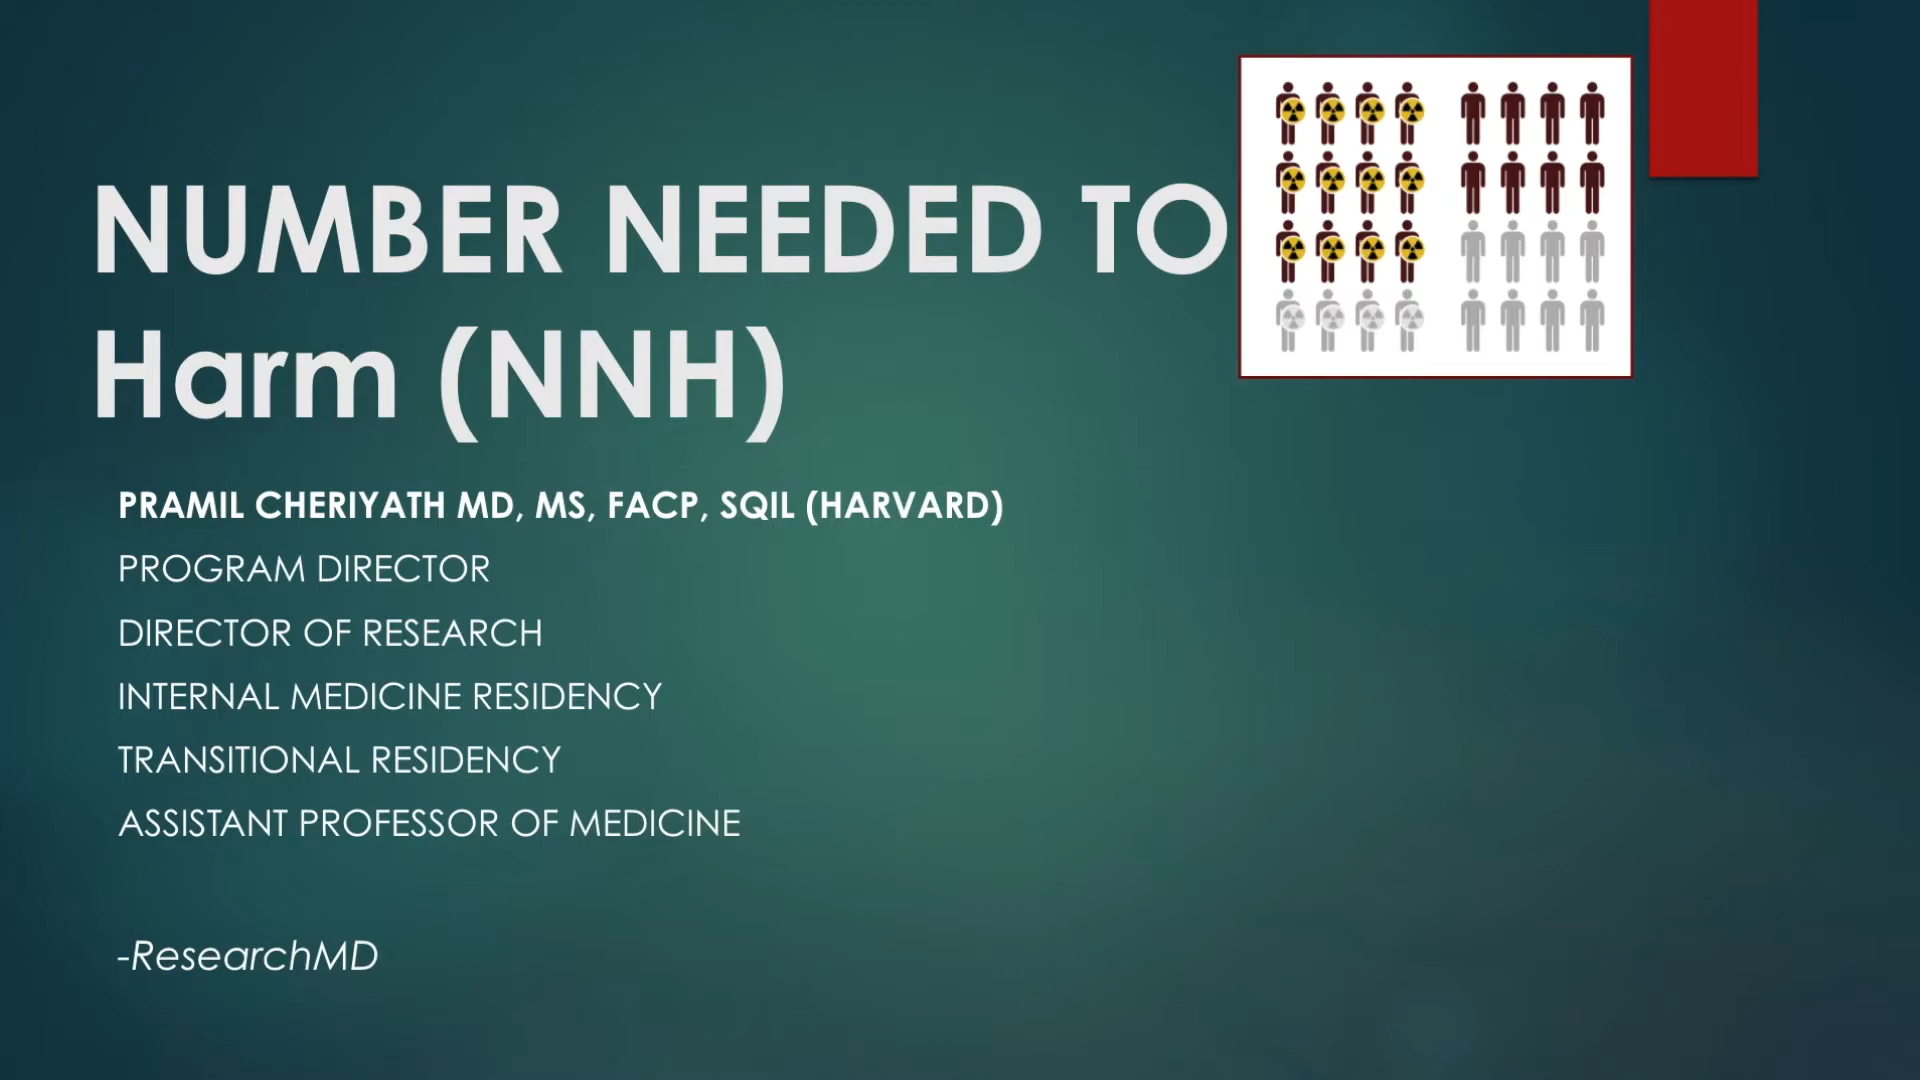 NUMBER NEEDED TO
Harm (NNH)
PRAMIL CHERIYATH MD, MS, FACP, SQIL (HARVARD)
PROGRAM DIRECTOR
DIRECTOR OF RESEARCH
INTERNAL MEDICINE RESIDENCY
TRANSITIONAL RESIDENCY
ASSISTANT PROFESSOR OF MEDICINE
-ResearchMD